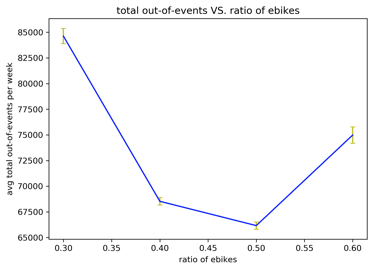 total out-of-events VS. ratio of ebikes
avg total out-of-events per week
85000
82500
80000
77500
75000
72500
70000
67500
65000
0.30 0.35 0.40 0.45 0.50 0.55 0.60
ratio of ebikes